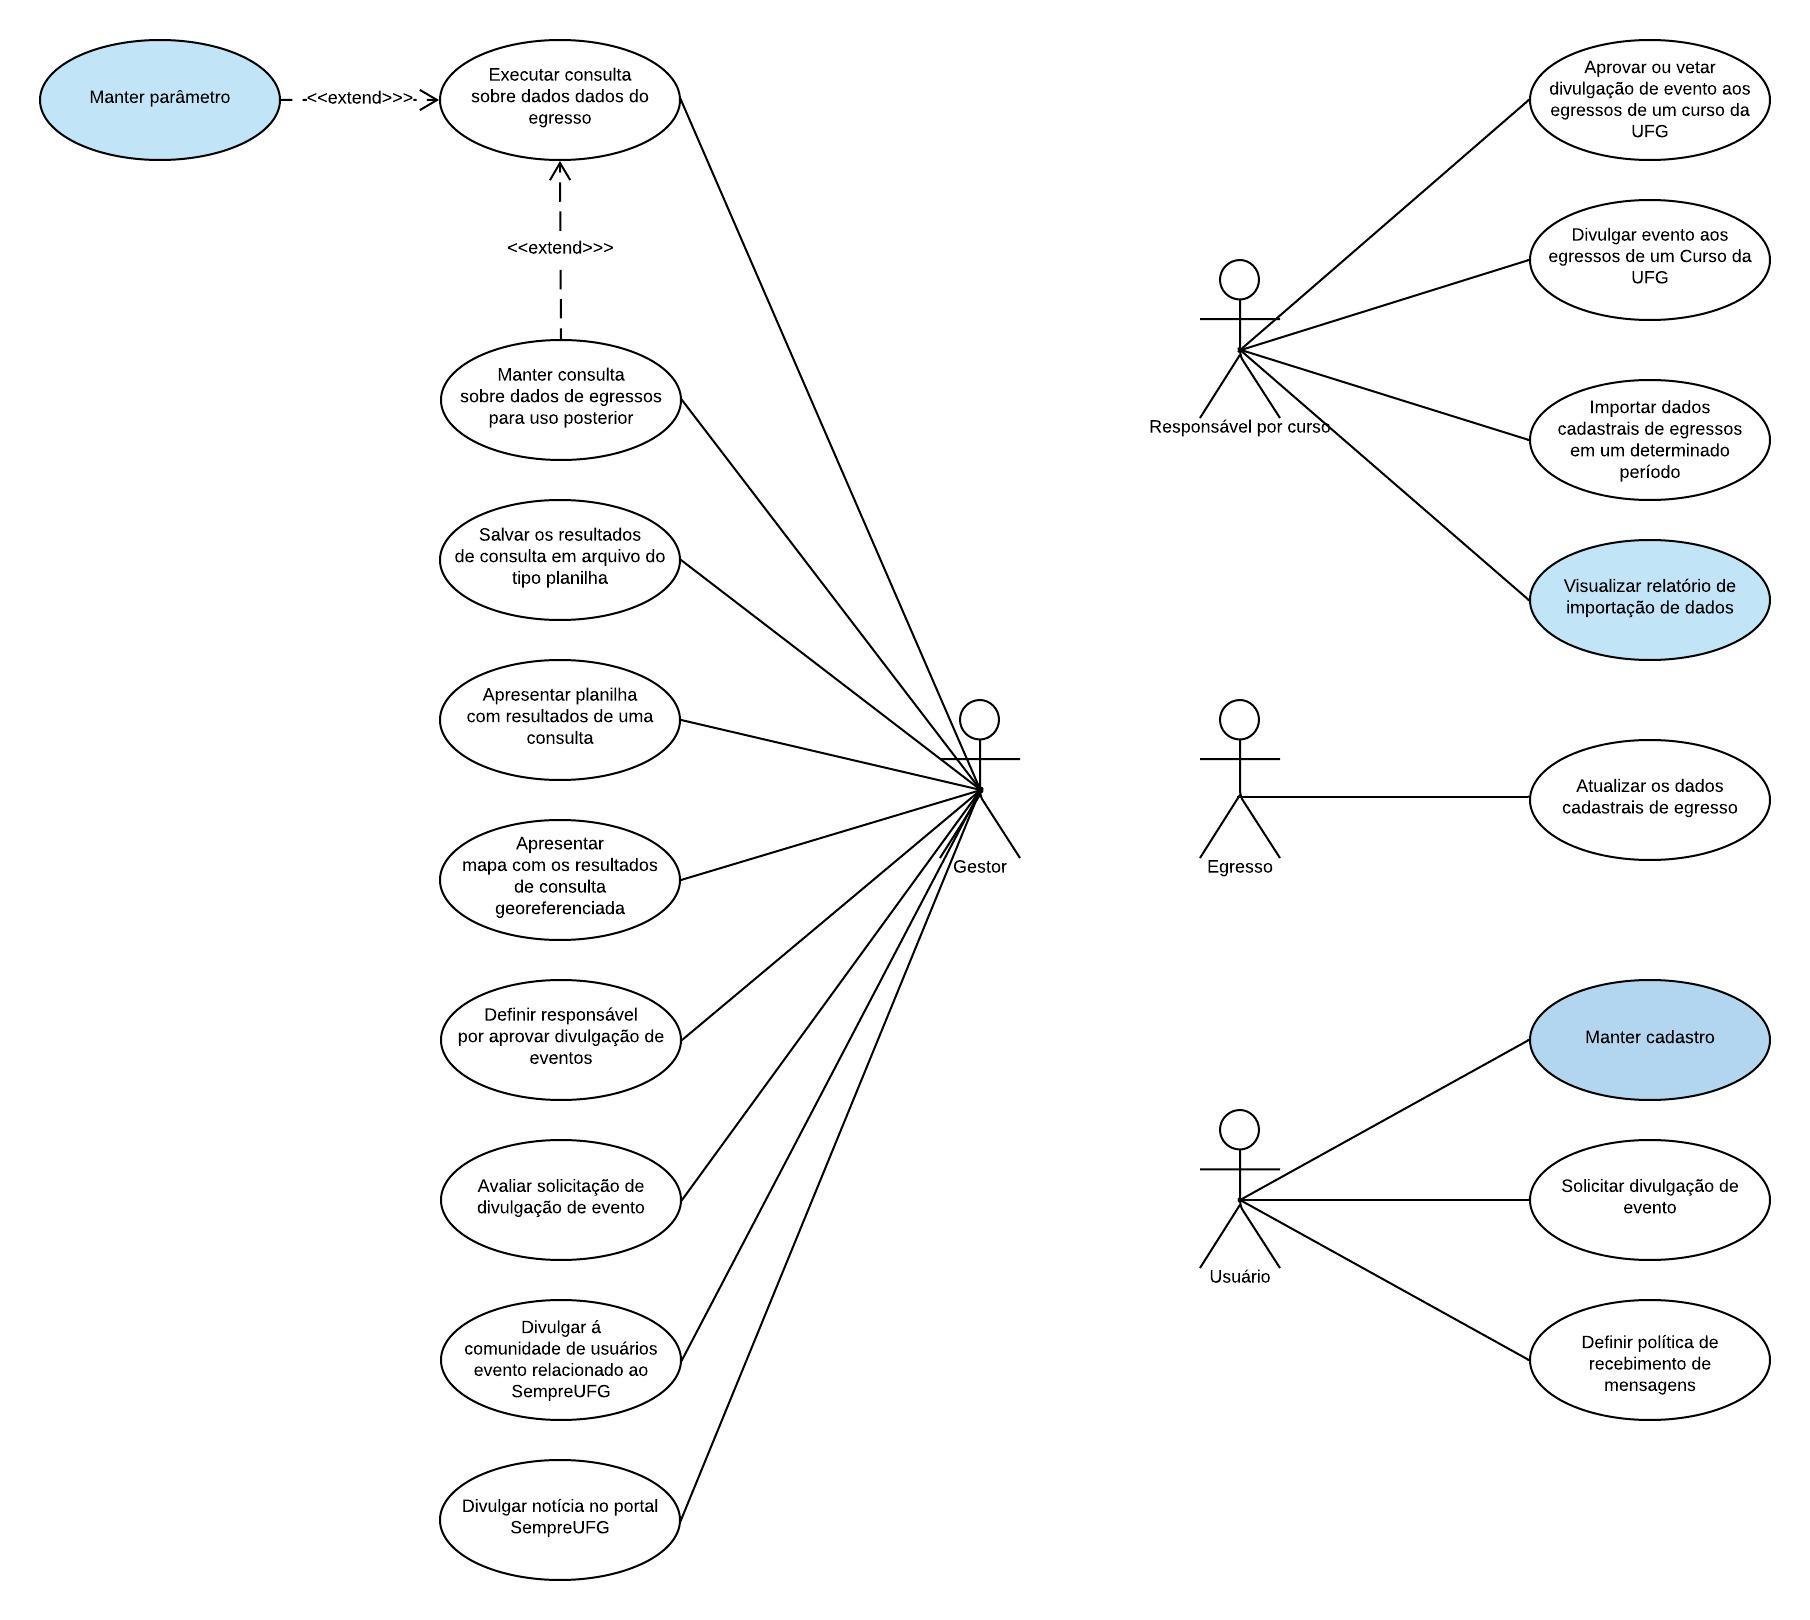 Manter parâmetro
<<extend>>>
Executar consulta
sobre dados dados do
egresso
<<extend>>>
Manter consulta
sobre dados de egressos
para uso posterior
Salvar os resultados
de consulta em arquivo do
tipo planilha
Apresentar planilha
com resultados de uma
consulta
Apresentar
mapa com os resultados
de consulta
georeferenciada
Definir responsável
por aprovar divulgação de
eventos
Avaliar solicitação de
divulgação de evento
Divulgar á
comunidade de usuários
evento relacionado ao
SempreUFG
Divulgar notícia no portal
SempreUFG
Gestor
Responsável por curso
Aprovar ou vetar
divulgação de evento aos
egressos de um curso da
UFG
Divulgar evento aos
egressos de um Curso da
UFG
Importar dados
cadastrais de egressos
em um determinado
período
Visualizar relatório de
importação de dados
Egresso
Atualizar os dados
cadastrais de egresso
Usuário
Manter cadastro
Solicitar divulgação de
evento
Definir política de
recebimento de
mensagens